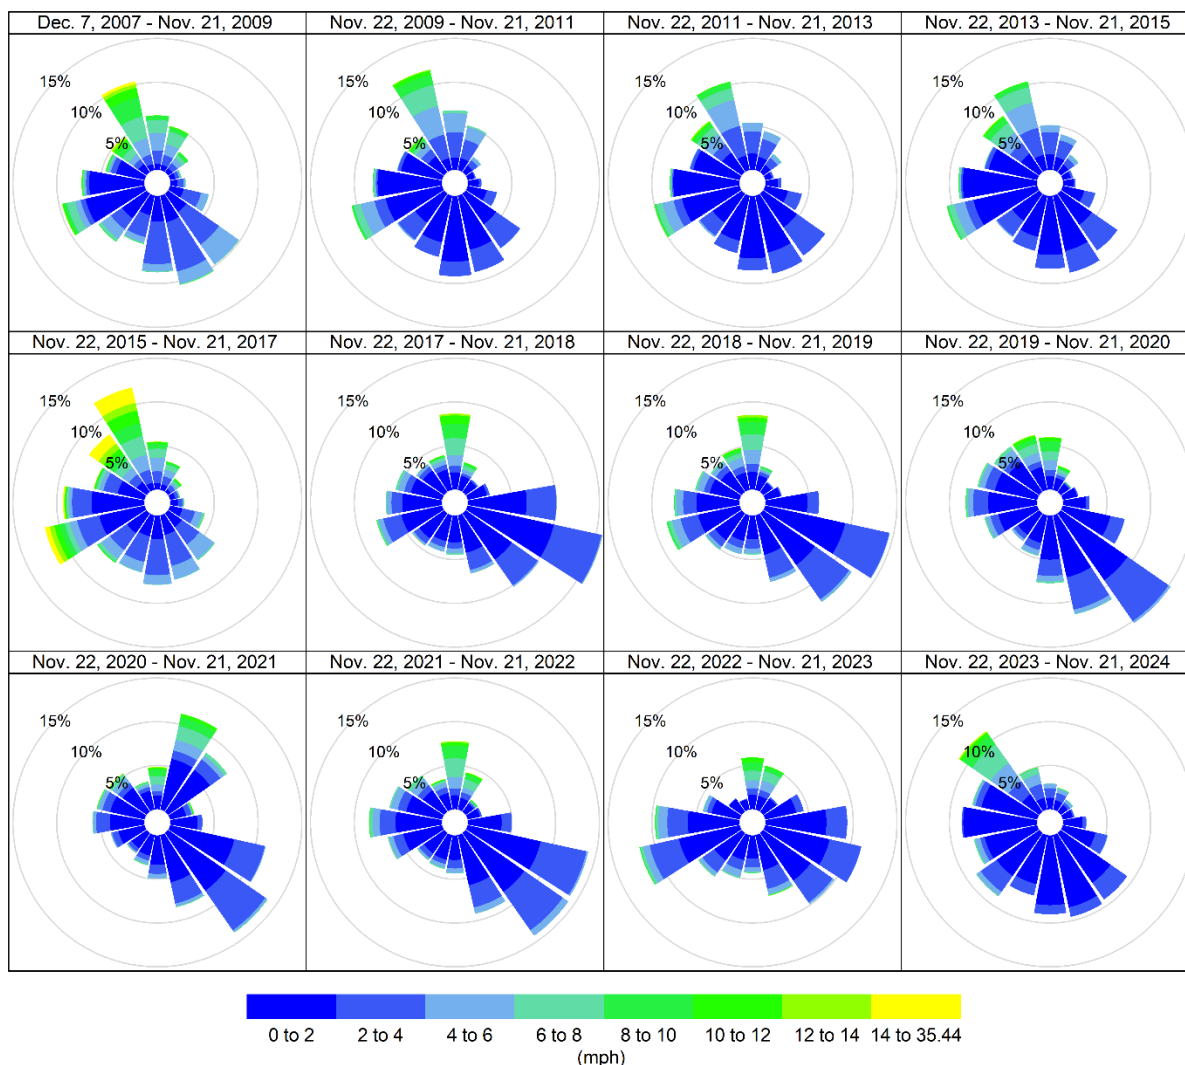 Dec. 7, 2007 - Nov. 21, 2009
Nov. 22, 2009 - Nov. 21, 2011
Nov. 22, 2011 - Nov. 21, 2013
Nov. 22, 2013 - Nov. 21, 2015
15%
10%
5%
15%
10%
5%
15%
10%
5%
15%
10%
5%
Nov. 22, 2015 - Nov. 21, 2017
Nov. 22, 2017 - Nov. 21, 2018
Nov. 22, 2018 - Nov. 21, 2019
Nov. 22, 2019 - Nov. 21, 2020
15%
10%
5%
15%
10%
5%
15%
10%
5%
15%
10%
5%
Nov. 22, 2020 - Nov. 21, 2021
Nov. 22, 2021 - Nov. 21, 2022
Nov. 22, 2022 - Nov. 21, 2023
Nov. 22, 2023 - Nov. 21, 2024
15%
10%
5%
15%
10%
5%
15%
10%
5%
15%
10%
5%
0 to 2
2 to 4
4 to 6
6 to 8
8 to 10
10 to 12
12 to 14
14 to 35.44
(mph)